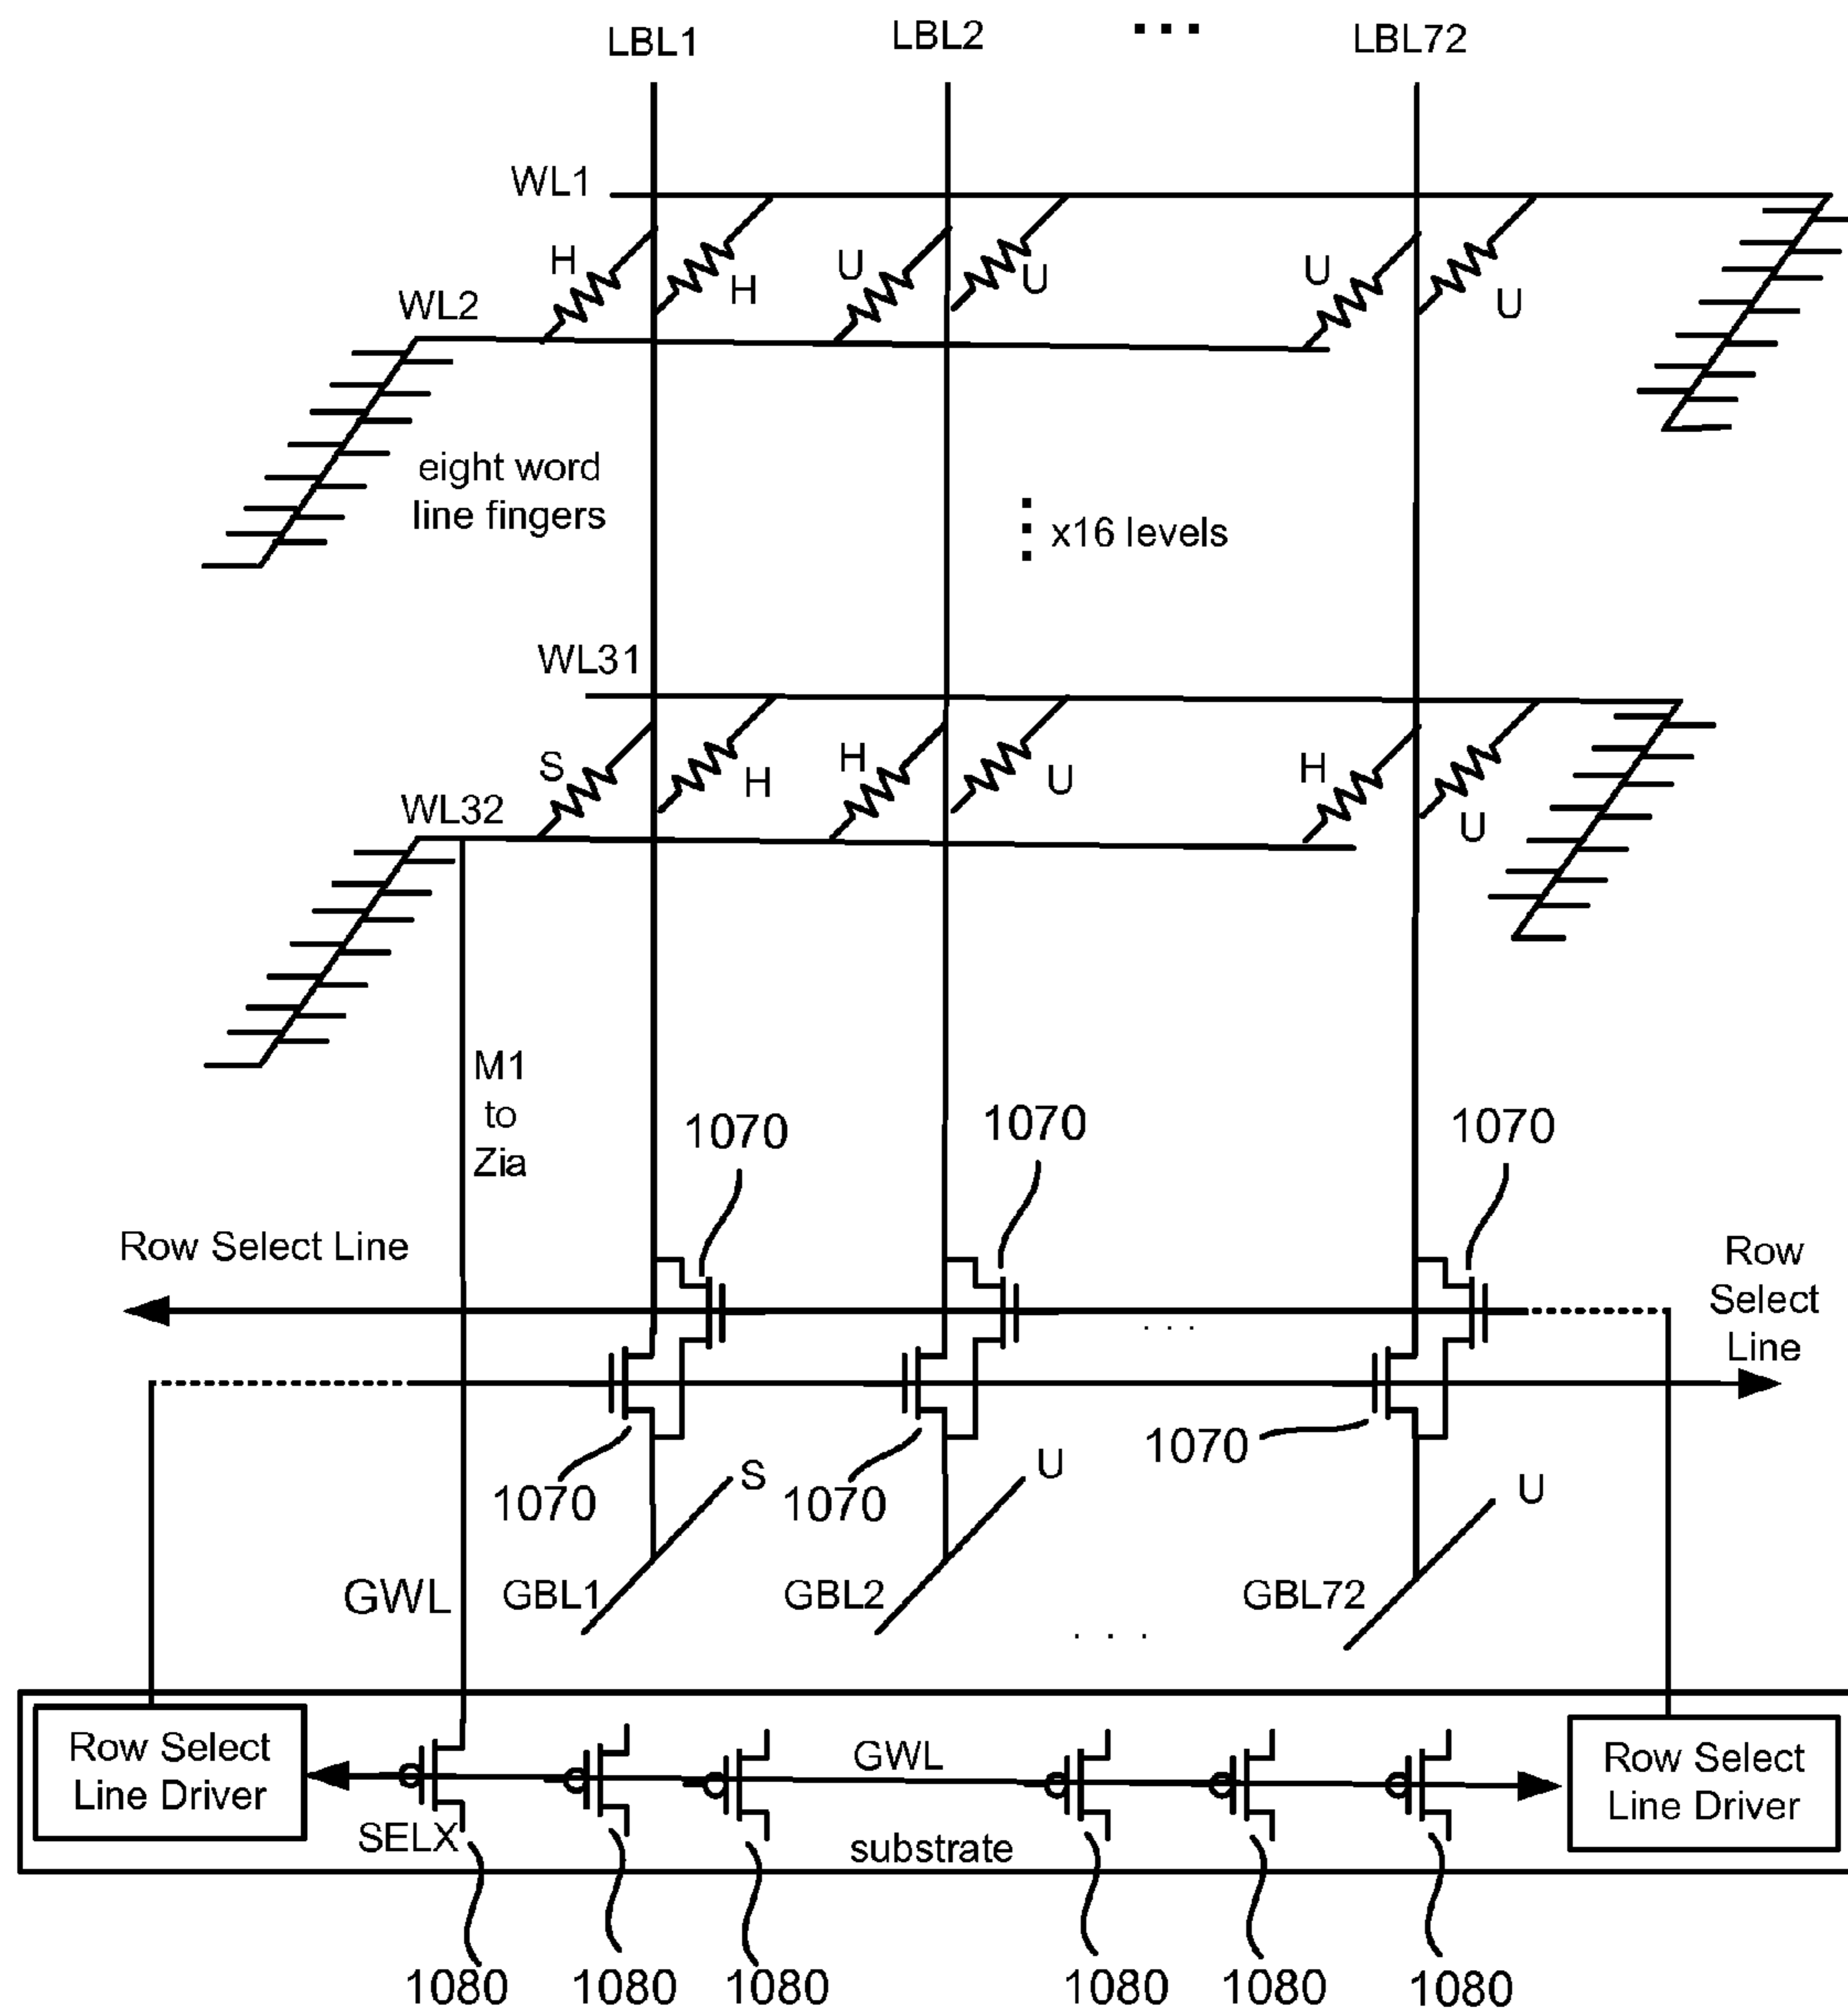 LBL1
LBL2
...
LBL72
WL1
H
H
U
U
U
U
WL2
eight word
line fingers
x16 levels
WL31
S
H
H
U
H
U
WL32
M1
to
Zia
1070
1070
1070
Row Select Line
Row
Select
Line
. . .
1070
1070
1070
S
U
U
GWL
GBL1
GBL2
GBL72
. . .
Row Select
Line Driver
GWL
Row Select
Line Driver
SELX
substrate
1080
1080
1080
1080
1080
1080